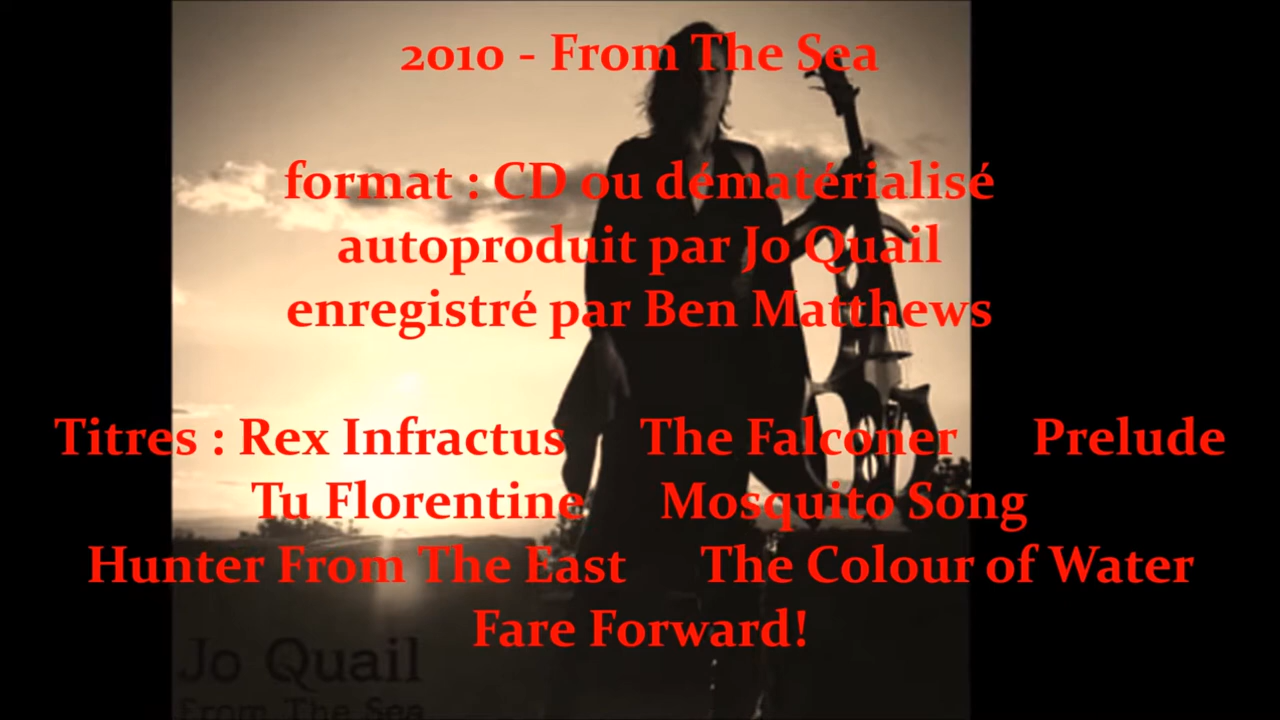 2010 - From The Sea
format : CD ou dématérialisé
autoproduit par Jo Quail
enregistré par Ben Matthews
Titres : Rex Infractus The Falconer Prelude
Tu Florentine Mosquito Song
Hunter From The East The Colour of Water
Fare Forward!
Jo Quail
From The Sea